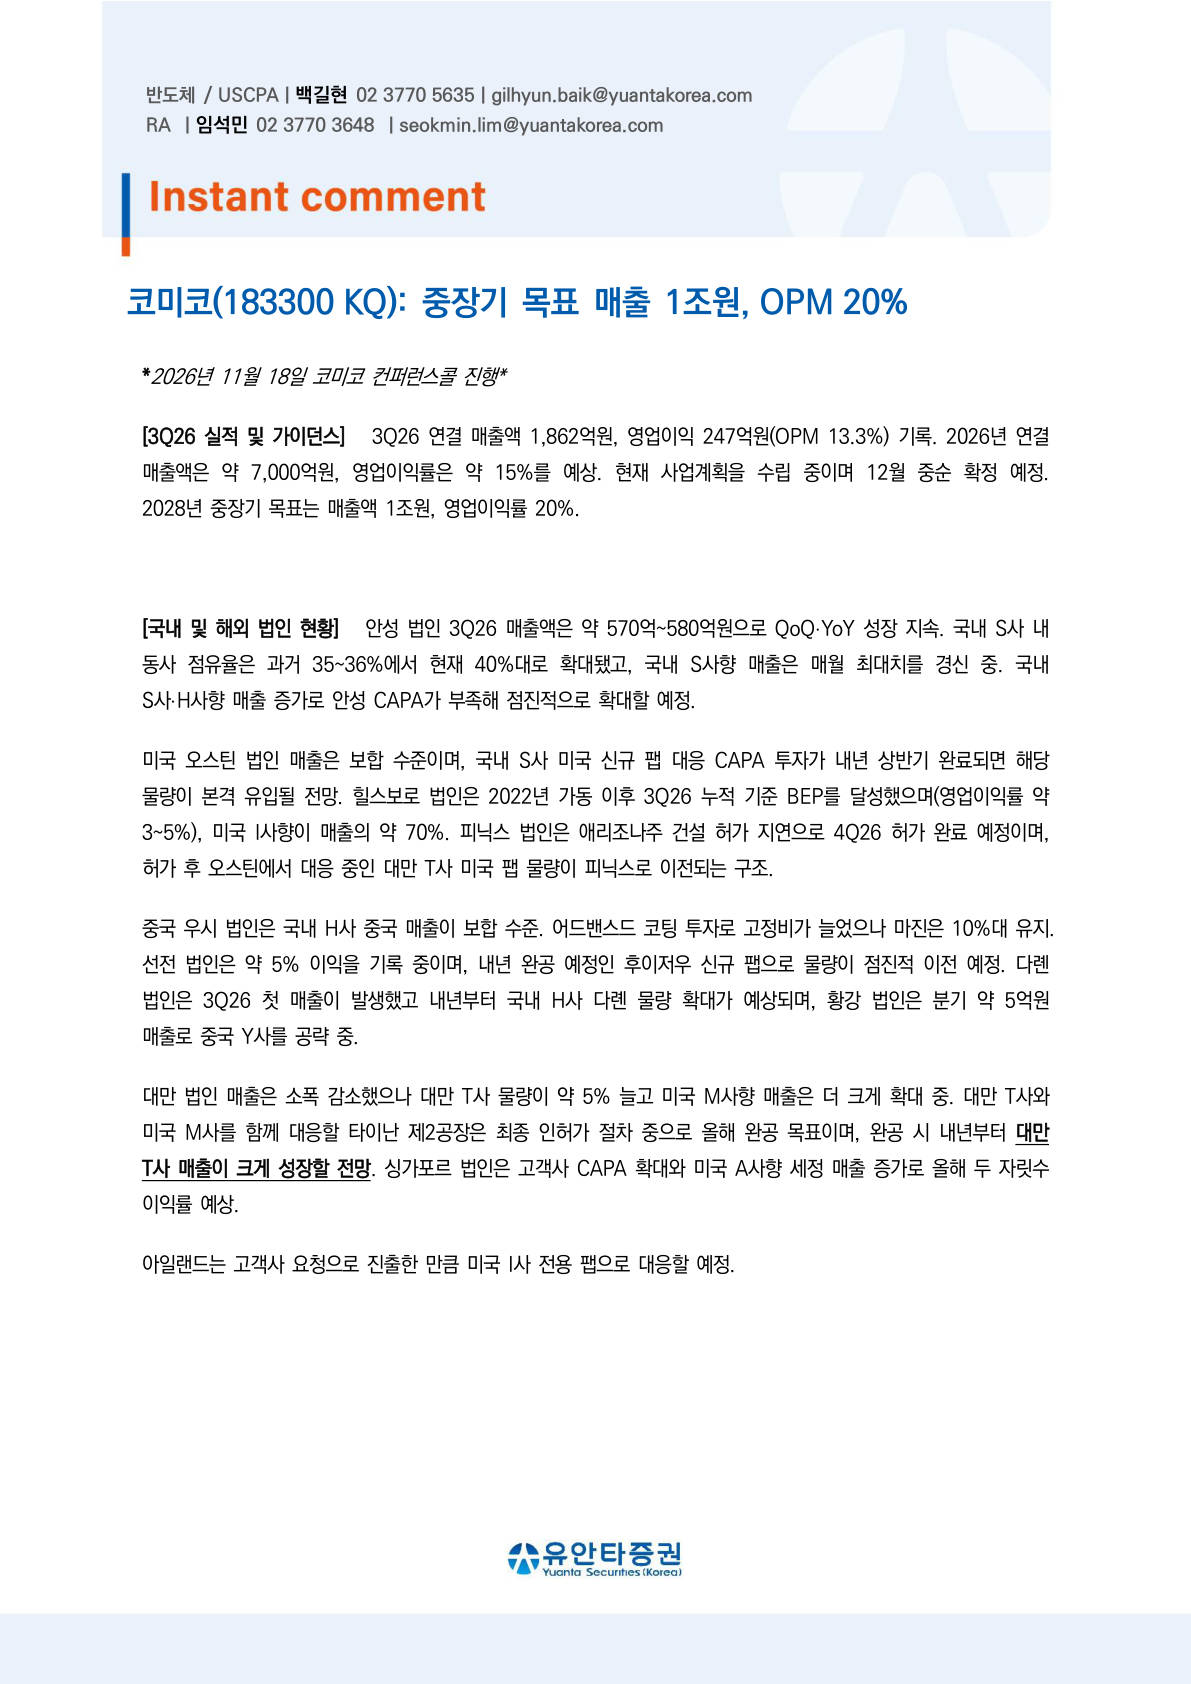 반도체 / USCPA | 백길현 02 3770 5635 | gilhyun.baik@yuantakorea.com
RA | 임석민 02 3770 3648 | seokmin.lim@yuantakorea.com
Instant comment
코미코(183300 KQ): 중장기 목표 매출 1조원, OPM 20%
*2026년 11월 18일 코미코 컨퍼런스콜 진행*
[3Q26 실적 및 가이던스] 3Q26 연결 매출액 1,862억원, 영업이익 247억원(OPM 13.3%) 기록. 2026년 연결
매출액은 약 7,000억원, 영업이익률은 약 15%를 예상. 현재 사업계획을 수립 중이며 12월 중순 확정 예정.
2028년 중장기 목표는 매출액 1조원, 영업이익률 20%.
[국내 및 해외 법인 현황] 안성 법인 3Q26 매출액은 약 570억~580억원으로 QoQ·YoY 성장 지속. 국내 S사 내
동사 점유율은 과거 35~36%에서 현재 40%대로 확대됐고, 국내 S사향 매출은 매월 최대치를 경신 중. 국내
S사·H사향 매출 증가로 안성 CAPA가 부족해 점진적으로 확대할 예정.
미국 오스틴 법인 매출은 보합 수준이며, 국내 S사 미국 신규 팹 대응 CAPA 투자가 내년 상반기 완료되면 해당
물량이 본격 유입될 전망. 힐스보로 법인은 2022년 가동 이후 3Q26 누적 기준 BEP를 달성했으며(영업이익률 약
3~5%), 미국 I사향이 매출의 약 70%. 피닉스 법인은 애리조나주 건설 허가 지연으로 4Q26 허가 완료 예정이며,
허가 후 오스틴에서 대응 중인 대만 T사 미국 팹 물량이 피닉스로 이전되는 구조.
중국 우시 법인은 국내 H사 중국 매출이 보합 수준. 어드밴스드 코팅 투자로 고정비가 늘었으나 마진은 10%대 유지.
선전 법인은 약 5% 이익을 기록 중이며, 내년 완공 예정인 후이저우 신규 팹으로 물량이 점진적 이전 예정. 다롄
법인은 3Q26 첫 매출이 발생했고 내년부터 국내 H사 다롄 물량 확대가 예상되며, 황강 법인은 분기 약 5억원
매출로 중국 Y사를 공략 중.
대만 법인 매출은 소폭 감소했으나 대만 T사 물량이 약 5% 늘고 미국 M사향 매출은 더 크게 확대 중. 대만 T사와
미국 M사를 함께 대응할 타이난 제2공장은 최종 인허가 절차 중으로 올해 완공 목표이며, 완공 시 내년부터 대만
T사 매출이 크게 성장할 전망. 싱가포르 법인은 고객사 CAPA 확대와 미국 A사향 세정 매출 증가로 올해 두 자릿수
이익률 예상.
아일랜드는 고객사 요청으로 진출한 만큼 미국 I사 전용 팹으로 대응할 예정.
유안타증권
Yuanta Securities (Korea)